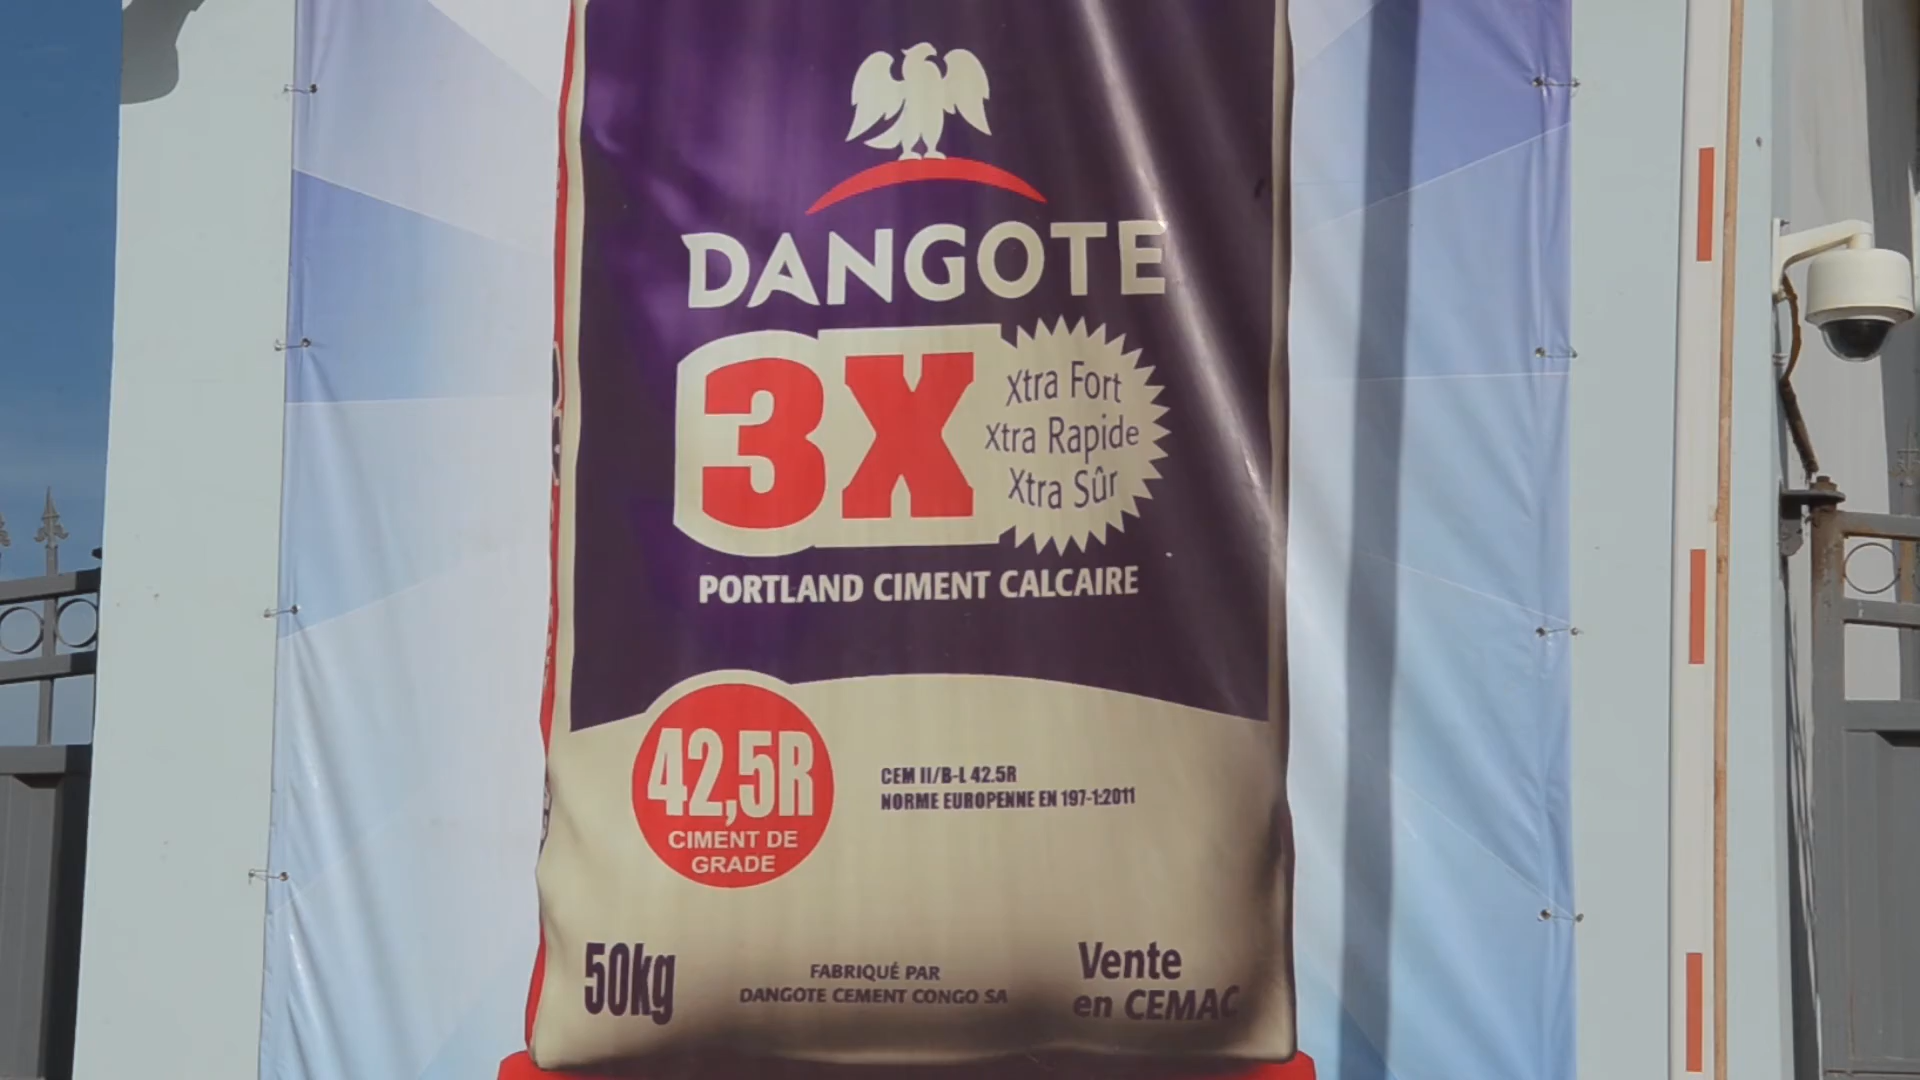 DANGOTE
3X
Xtra Fort
Xtra Rapide
Xtra Sûr
PORTLAND CIMENT CALCAIRE
42,5R
CIMENT DE
GRADE
CEM II/B-L 42.5R
NORME EUROPENNE EN 197-1:2011
50kg
FABRIQUÉ PAR
DANGOTE CEMENT CONGO SA
Vente
en CEMAC